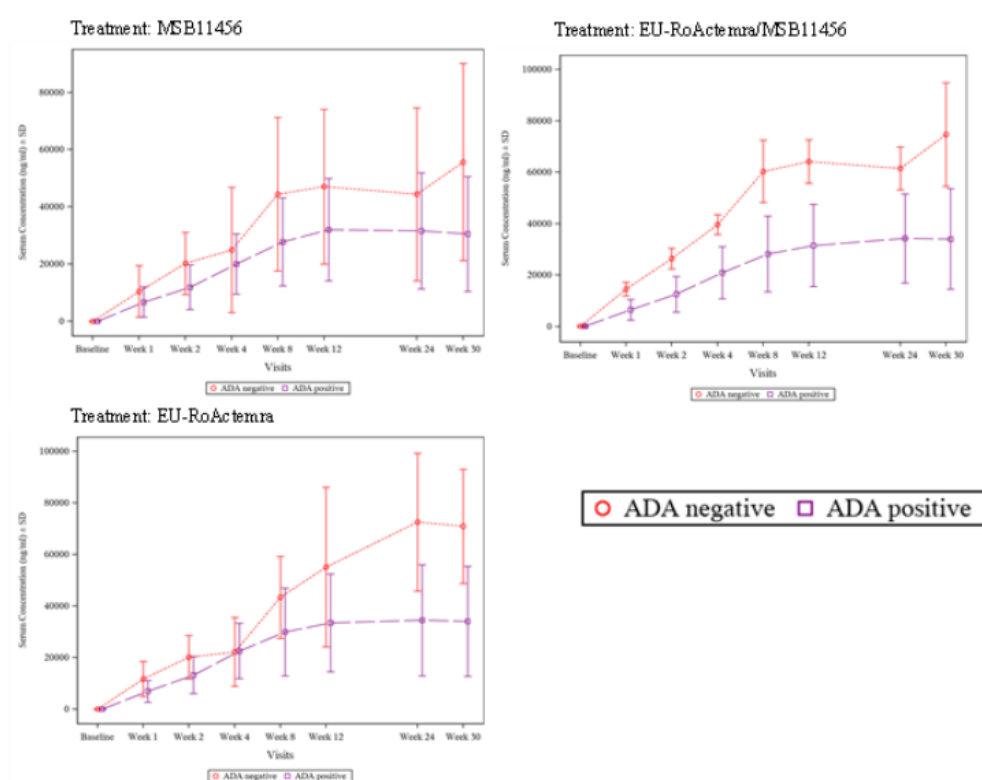 Treatment: MSB11456
Serum Concentration (ng/ml) ± SD
80000
60000
40000
20000
0
Baseline Week 1 Week 2 Week 4 Week 8 Week 12 Week 24 Week 30
Visits
ADA negative ADA positive
Treatment: EU-RoActemra/MSB11456
Serum Concentration (ng/ml) ± SD
100000
80000
60000
40000
20000
0
Baseline Week 1 Week 2 Week 4 Week 8 Week 12 Week 24 Week 30
Visits
ADA negative ADA positive
Treatment: EU-RoActemra
Serum Concentration (ng/ml) ± SD
100000
80000
60000
40000
20000
0
Baseline Week 1 Week 2 Week 4 Week 8 Week 12 Week 24 Week 30
Visits
ADA negative ADA positive
ADA negative ADA positive